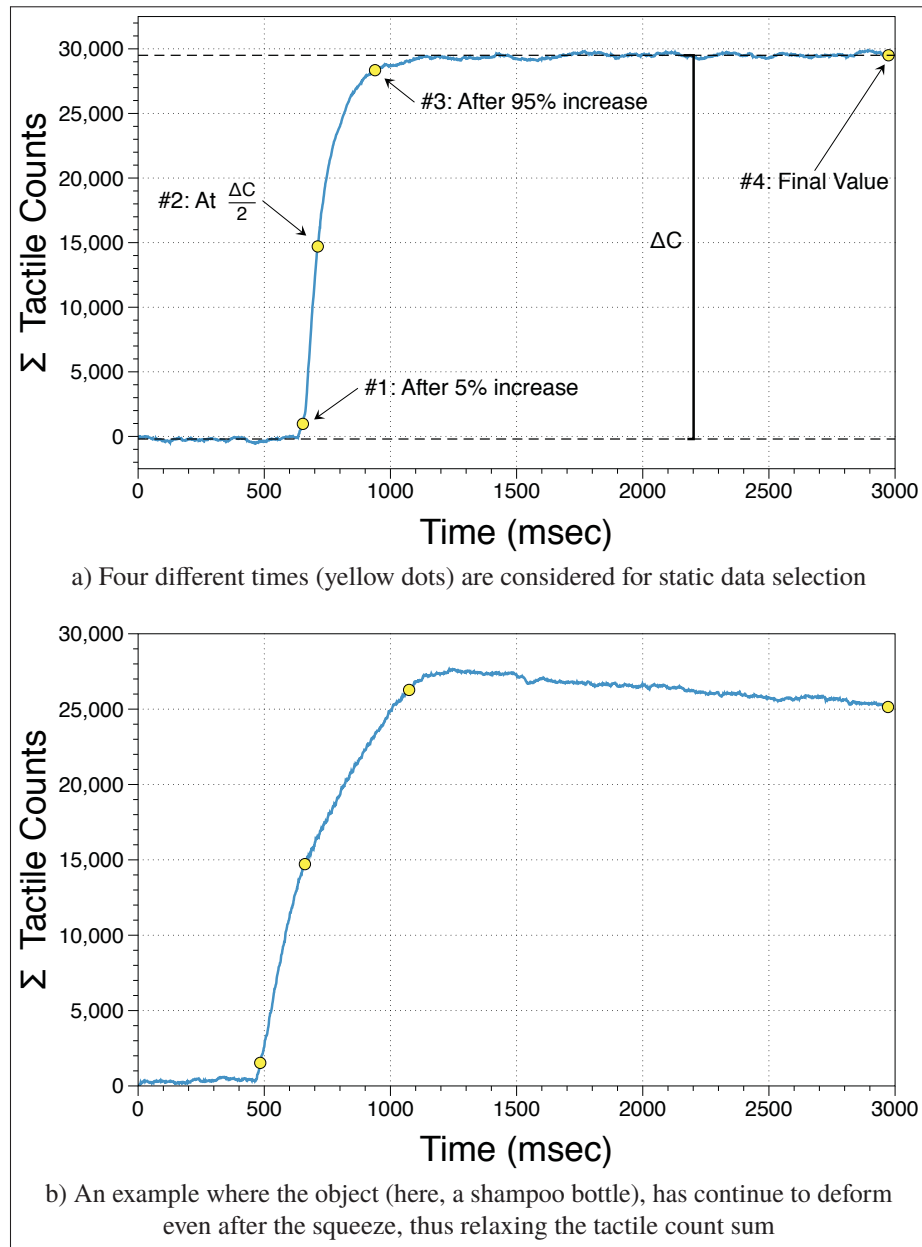 30,000
25,000
20,000
15,000
10,000
5,000
0
Σ Tactile Counts
#3: After 95% increase
#4: Final Value
#2: At ΔC/2
ΔC
#1: After 5% increase
0 500 1000 1500 2000 2500 3000
Time (msec)
a) Four different times (yellow dots) are considered for static data selection
30,000
25,000
20,000
15,000
10,000
5,000
0
Σ Tactile Counts
0 500 1000 1500 2000 2500 3000
Time (msec)
b) An example where the object (here, a shampoo bottle), has continue to deform
even after the squeeze, thus relaxing the tactile count sum